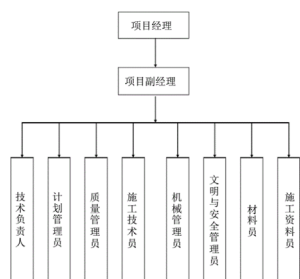 项目经理
项目副经理
技术负责人
计划管理员
质量管理员
施工技术员
机械管理员
文明与安全管理员
材料员
施工资料员